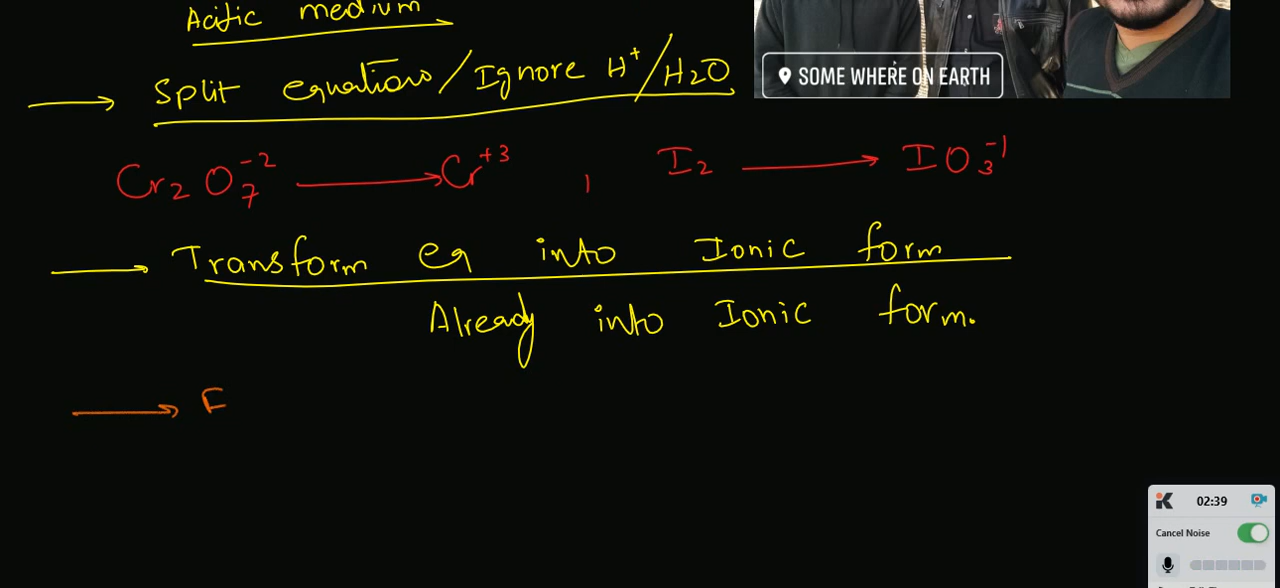 Acitic medium
→ Split equations/Ignore H⁺/H₂O
SOME WHERE ON EARTH
Cr₂O₇⁻² → Cr⁺³ , I₂ → IO₃⁻¹
→ Transform eq into Ionic form
Already into Ionic form.
→ F
02:39
Cancel Noise